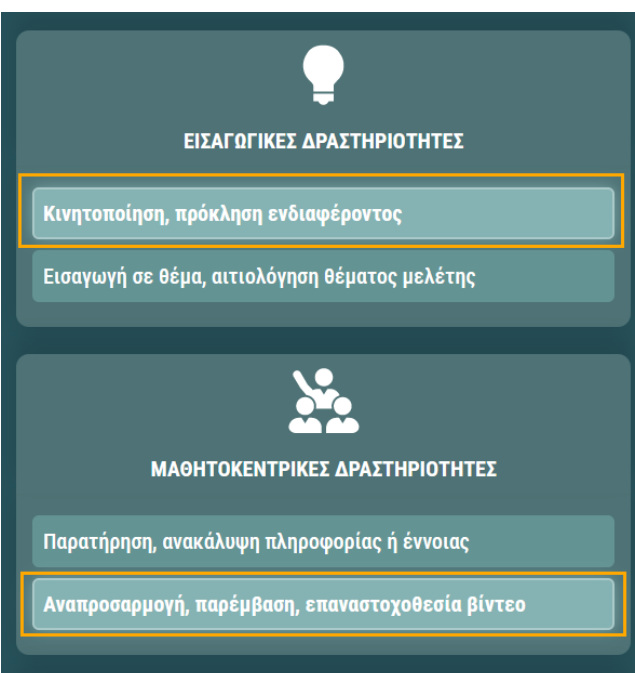 ΕΙΣΑΓΩΓΙΚΕΣ ΔΡΑΣΤΗΡΙΟΤΗΤΕΣ
Κινητοποίηση, πρόκληση ενδιαφέροντος
Εισαγωγή σε θέμα, αιτιολόγηση θέματος μελέτης
ΜΑΘΗΤΟΚΕΝΤΡΙΚΕΣ ΔΡΑΣΤΗΡΙΟΤΗΤΕΣ
Παρατήρηση, ανακάλυψη πληροφορίας ή έννοιας
Αναπροσαρμογή, παρέμβαση, επαναστοχοθεσία βίντεο